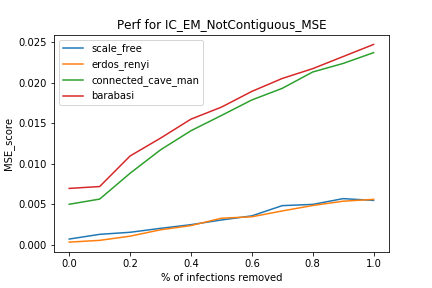 Perf for IC_EM_NotContiguous_MSE
scale_free
erdos_renyi
connected_cave_man
barabasi
MSE_score
0.025
0.020
0.015
0.010
0.005
0.000
0.0 0.2 0.4 0.6 0.8 1.0
% of infections removed